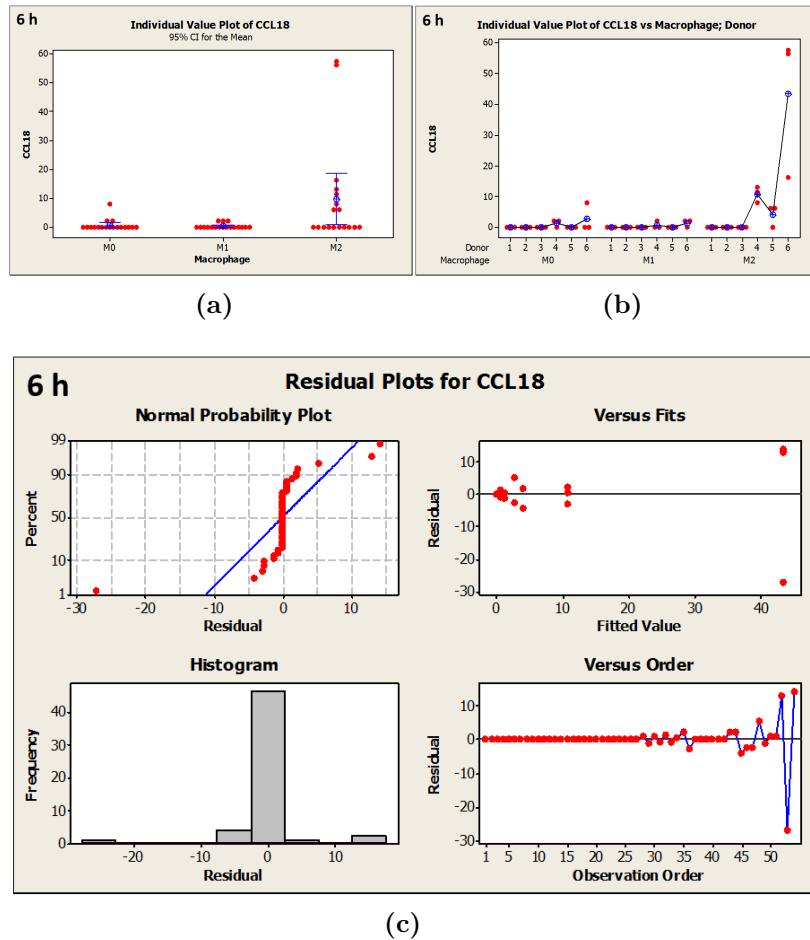 6 h
Individual Value Plot of CCL18
95% CI for the Mean
60
50
40
30
20
10
0
CCL18
M0 M1 M2
Macrophage
(a)
6 h
Individual Value Plot of CCL18 vs Macrophage; Donor
60
50
40
30
20
10
0
CCL18
Donor 1 2 3 4 5 6 1 2 3 4 5 6 1 2 3 4 5 6
Macrophage M0 M1 M2
(b)
6 h
Residual Plots for CCL18
Normal Probability Plot
99
90
50
10
1
Percent
-30 -20 -10 0 10
Residual
Versus Fits
10
0
-10
-20
-30
Residual
0 10 20 30 40
Fitted Value
Histogram
40
30
20
10
0
Frequency
-20 -10 0 10
Residual
Versus Order
10
0
-10
-20
-30
Residual
1 5 10 15 20 25 30 35 40 45 50
Observation Order
(c)